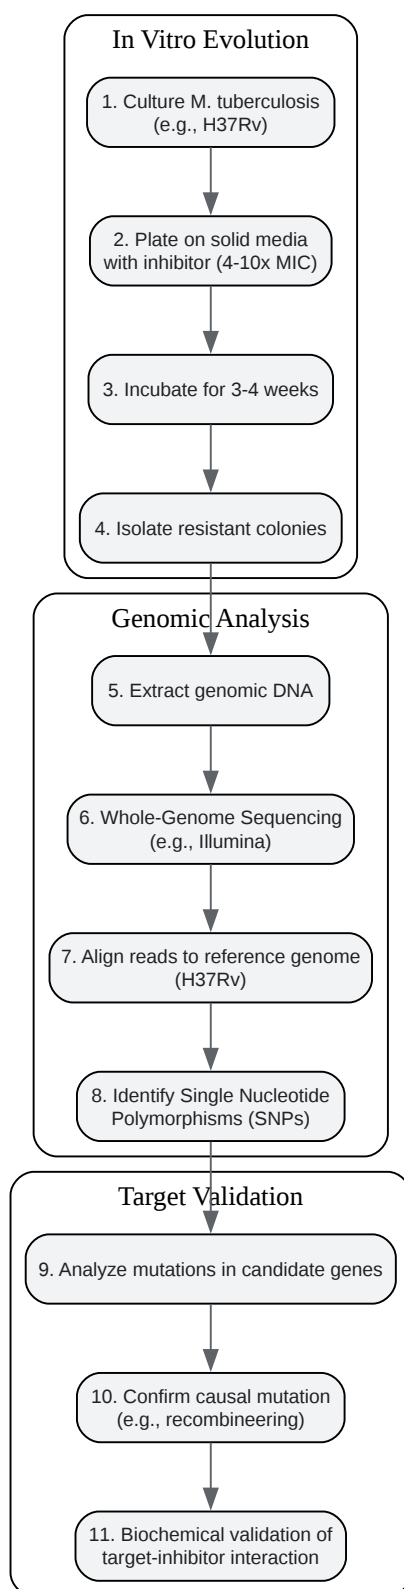 In Vitro Evolution
1. Culture M. tuberculosis
(e.g., H37Rv)
2. Plate on solid media
with inhibitor (4-10x MIC)
3. Incubate for 3-4 weeks
4. Isolate resistant colonies
Genomic Analysis
5. Extract genomic DNA
6. Whole-Genome Sequencing
(e.g., Illumina)
7. Align reads to reference genome
(H37Rv)
8. Identify Single Nucleotide
Polymorphisms (SNPs)
Target Validation
9. Analyze mutations in candidate genes
10. Confirm causal mutation
(e.g., recombineering)
11. Biochemical validation of
target-inhibitor interaction